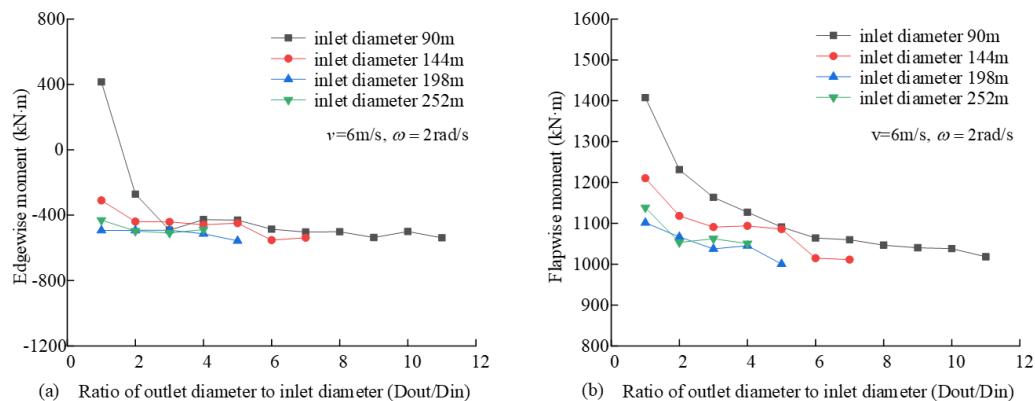 800
400
0
-400
-800
-1200
Edgewise moment (kN·m)
inlet diameter 90m
inlet diameter 144m
inlet diameter 198m
inlet diameter 252m
v=6m/s, ω = 2rad/s
0 2 4 6 8 10 12
(a) Ratio of outlet diameter to inlet diameter (Dout/Din)
1600
1500
1400
1300
1200
1100
1000
900
800
Flapwise moment (kN·m)
inlet diameter 90m
inlet diameter 144m
inlet diameter 198m
inlet diameter 252m
v=6m/s, ω = 2rad/s
0 2 4 6 8 10 12
(b) Ratio of outlet diameter to inlet diameter (Dout/Din)